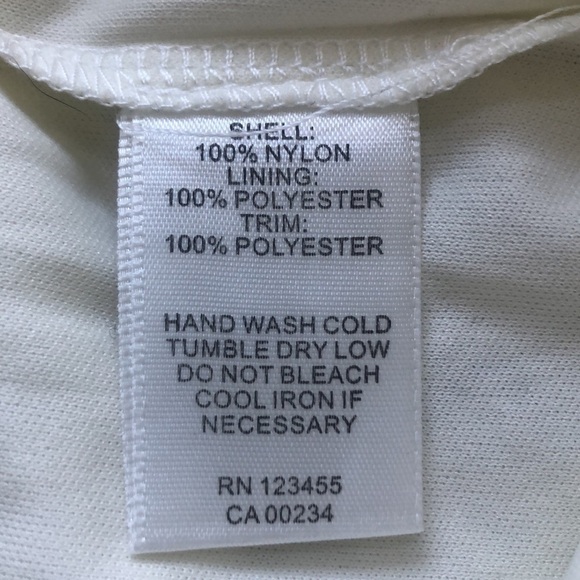 SHELL:
100% NYLON
LINING:
100% POLYESTER
TRIM:
100% POLYESTER
HAND WASH COLD
TUMBLE DRY LOW
DO NOT BLEACH
COOL IRON IF
NECESSARY
RN 123455
CA 00234